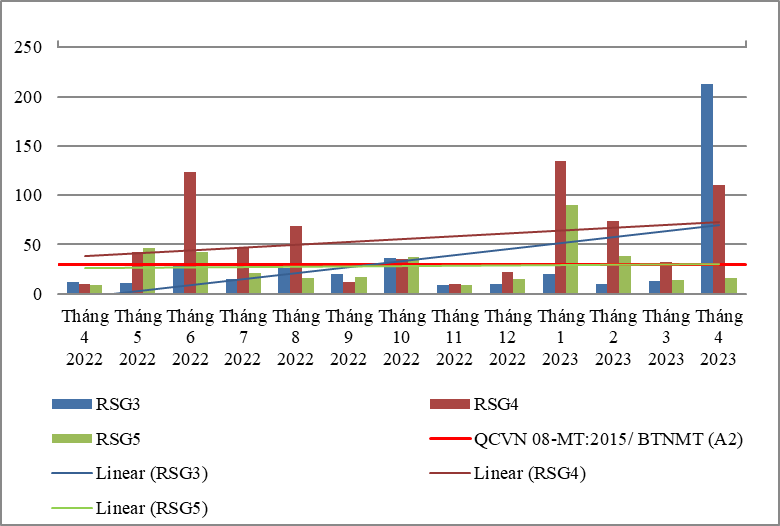 250
200
150
100
50
0
Tháng Tháng Tháng Tháng Tháng Tháng Tháng Tháng Tháng Tháng Tháng Tháng Tháng
4 5 6 7 8 9 10 11 12 1 2 3 4
2022 2022 2022 2022 2022 2022 2022 2022 2022 2023 2023 2023 2023
RSG3 RSG4
RSG5 QCVN 08-MT:2015/ BTNMT (A2)
Linear (RSG3) Linear (RSG4)
Linear (RSG5)